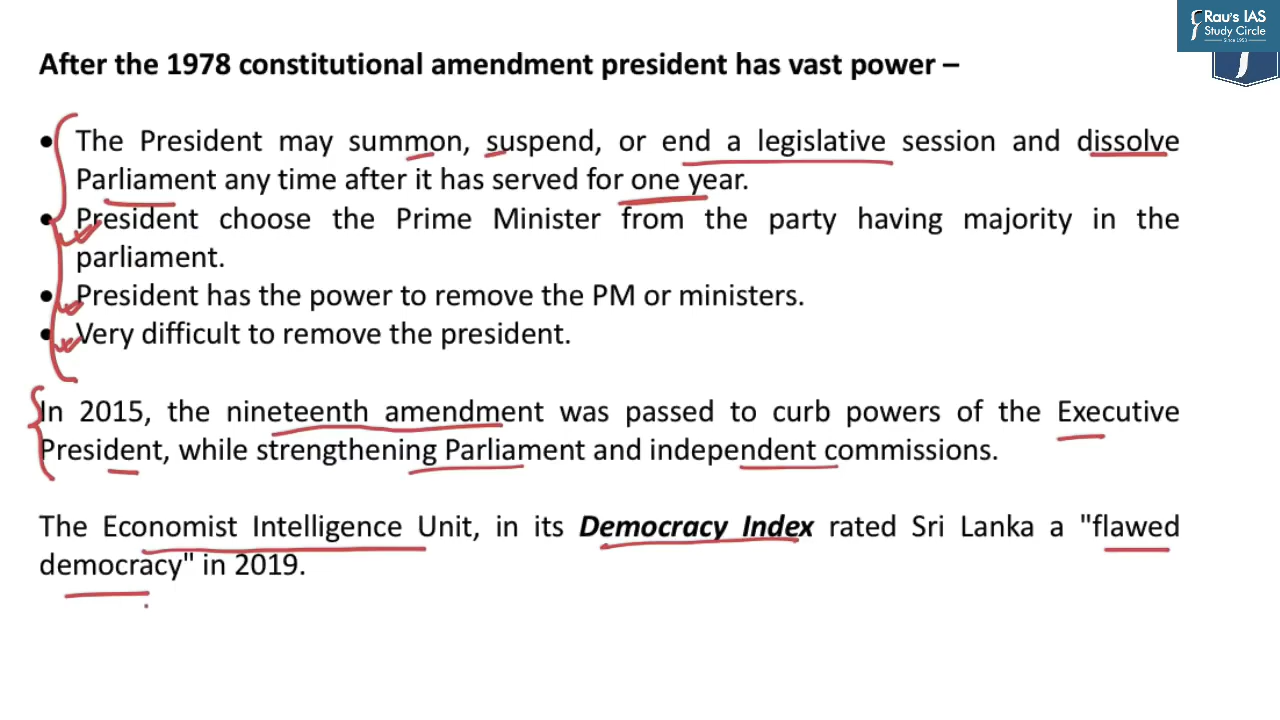 Rau's IAS
Study Circle
Since 1953
After the 1978 constitutional amendment president has vast power –
• The President may summon, suspend, or end a legislative session and dissolve
Parliament any time after it has served for one year.
• President choose the Prime Minister from the party having majority in the
parliament.
• President has the power to remove the PM or ministers.
• Very difficult to remove the president.
In 2015, the nineteenth amendment was passed to curb powers of the Executive
President, while strengthening Parliament and independent commissions.
The Economist Intelligence Unit, in its Democracy Index rated Sri Lanka a "flawed
democracy" in 2019.